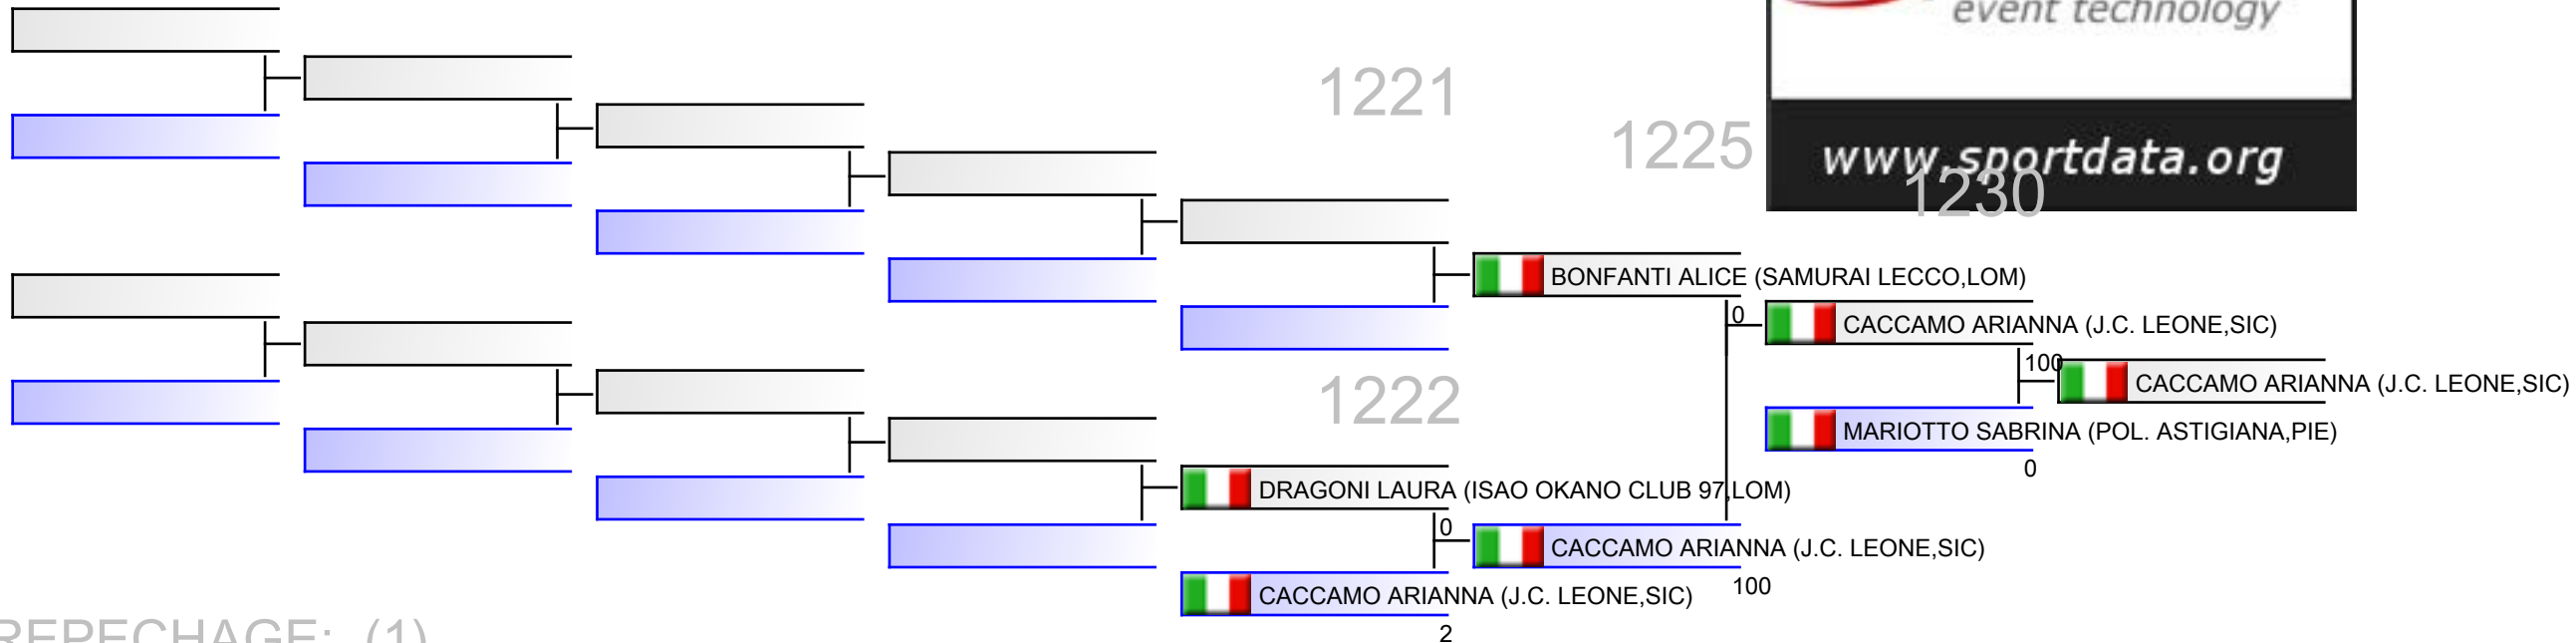 event technology
1221
1225
www.sportdata.org
1230
BONFANTI ALICE (SAMURAI LECCO,LOM)
0
CACCAMO ARIANNA (J.C. LEONE,SIC)
100
CACCAMO ARIANNA (J.C. LEONE,SIC)
1222
MARIOTTO SABRINA (POL. ASTIGIANA,PIE)
0
DRAGONI LAURA (ISAO OKANO CLUB 97,LOM)
0
CACCAMO ARIANNA (J.C. LEONE,SIC)
100
CACCAMO ARIANNA (J.C. LEONE,SIC)
2
REPECHAGE: (1)